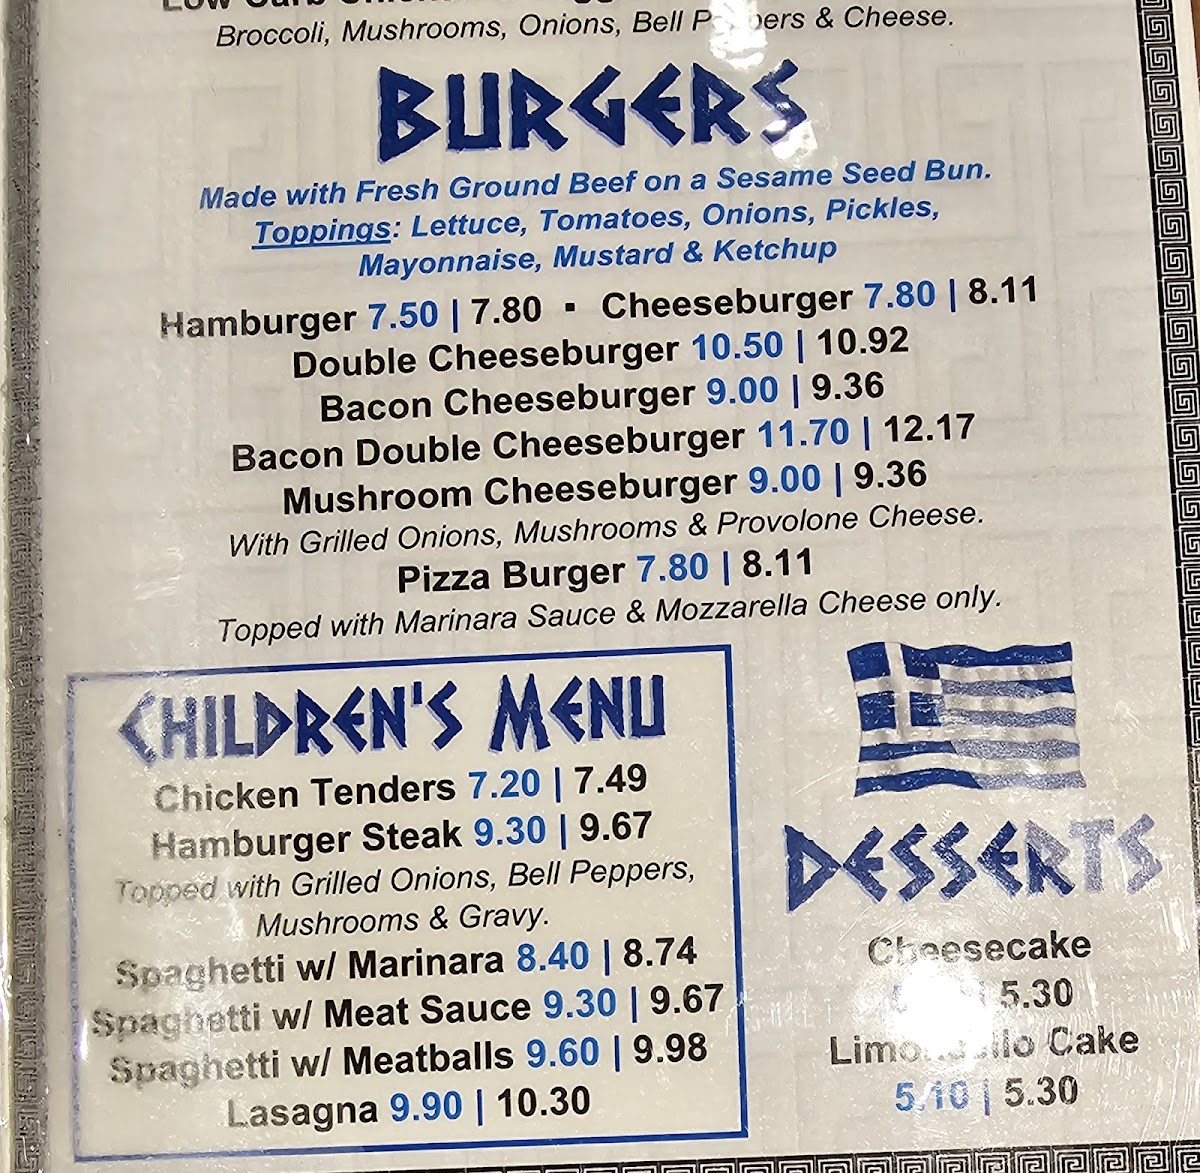 Low Carb
Broccoli, Mushrooms, Onions, Bell Peppers & Cheese.
BURGERS
Made with Fresh Ground Beef on a Sesame Seed Bun.
Toppings: Lettuce, Tomatoes, Onions, Pickles,
Mayonnaise, Mustard & Ketchup
Hamburger 7.50 | 7.80 ▪ Cheeseburger 7.80 | 8.11
Double Cheeseburger 10.50 | 10.92
Bacon Cheeseburger 9.00 | 9.36
Bacon Double Cheeseburger 11.70 | 12.17
Mushroom Cheeseburger 9.00 | 9.36
With Grilled Onions, Mushrooms & Provolone Cheese.
Pizza Burger 7.80 | 8.11
Topped with Marinara Sauce & Mozzarella Cheese only.
CHILDREN'S MENU
Chicken Tenders 7.20 | 7.49
Hamburger Steak 9.30 | 9.67
Topped with Grilled Onions, Bell Peppers,
Mushrooms & Gravy.
Spaghetti w/ Marinara 8.40 | 8.74
Spaghetti w/ Meat Sauce 9.30 | 9.67
Spaghetti w/ Meatballs 9.60 | 9.98
Lasagna 9.90 | 10.30
DESSERTS
Cheesecake
| 5.30
Limoncello Cake
5.10 | 5.30